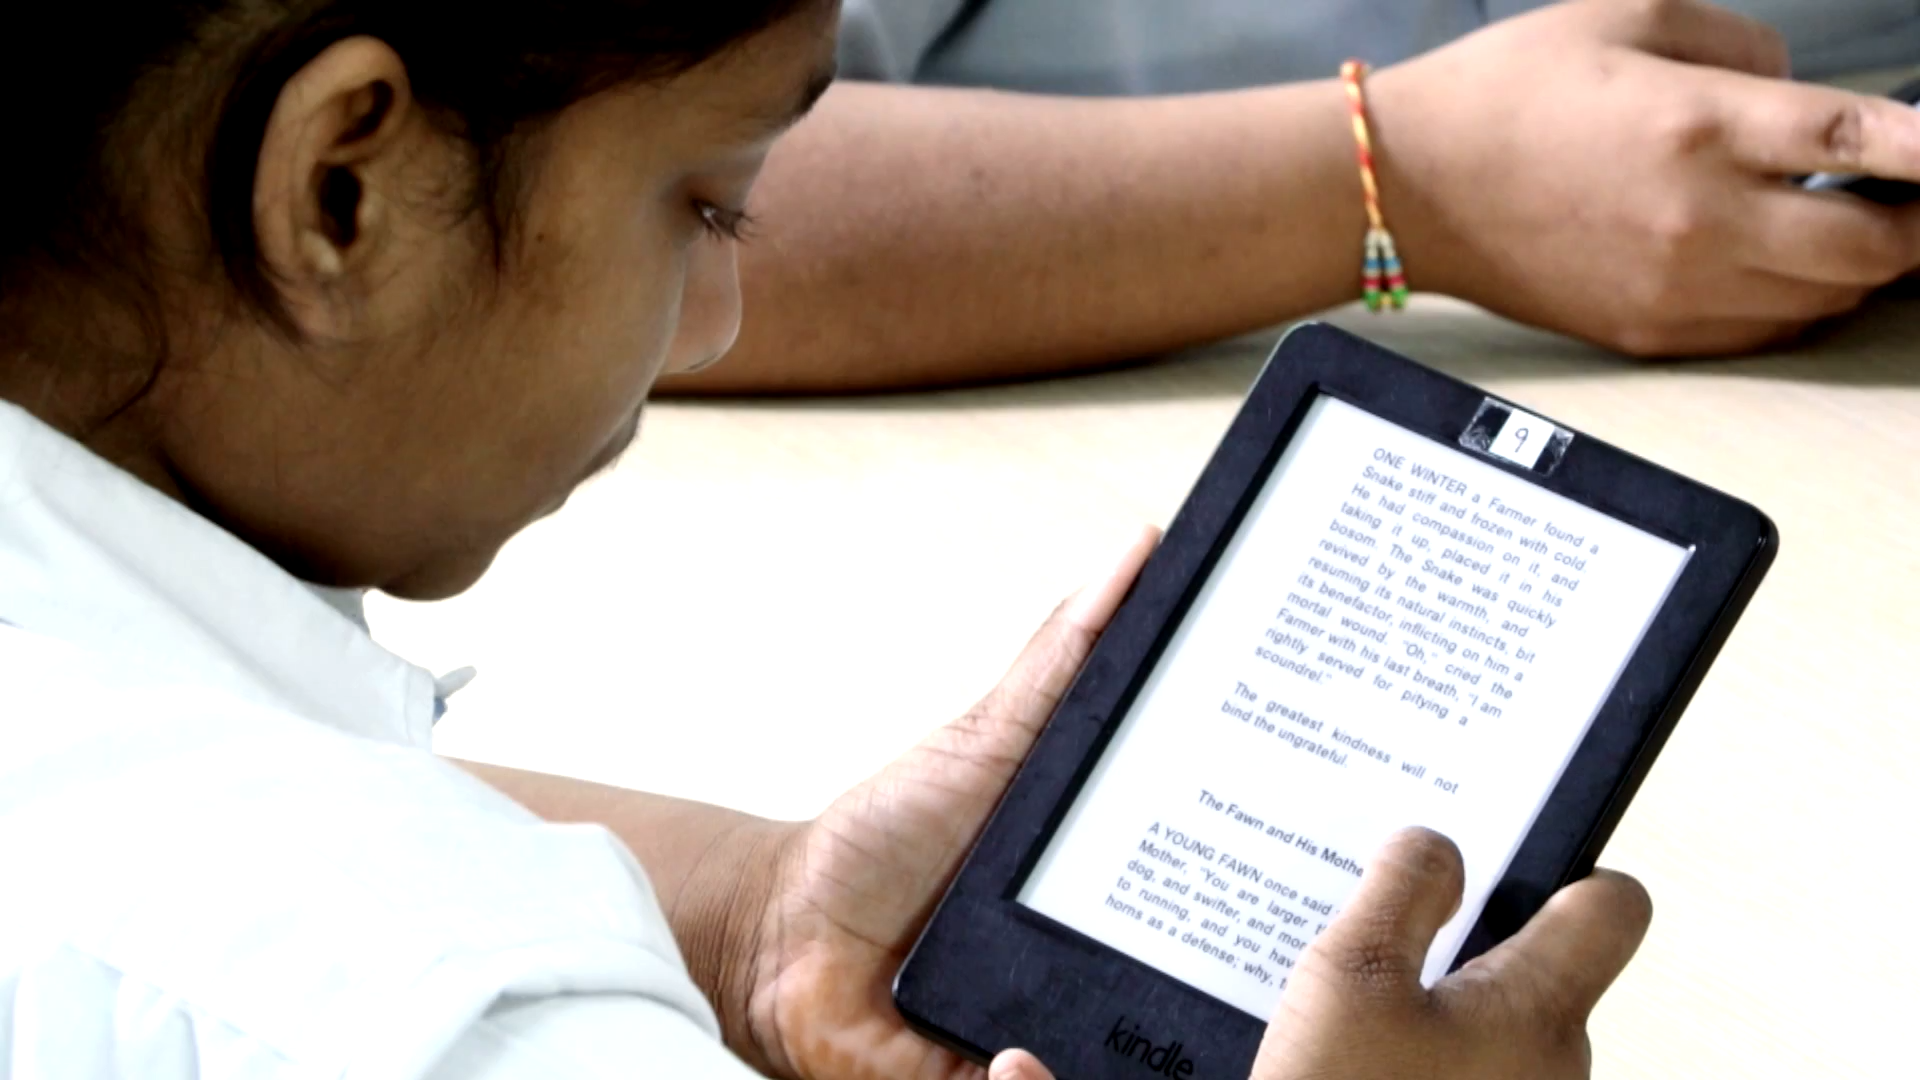 9
ONE WINTER a Farmer found a
Snake stiff and frozen with cold.
He had compassion on it, and
taking it up, placed it in his
bosom. The Snake was quickly
revived by the warmth, and
resuming its natural instincts, bit
its benefactor, inflicting on him a
mortal wound. "Oh," cried the
Farmer with his last breath, "I am
rightly served for pitying a
scoundrel."
The greatest kindness will not
bind the ungrateful.
The Fawn and His Mothe
A YOUNG FAWN once said
Mother, "You are larger
dog, and swifter, and mor
to running, and you hav
horns as a defense; why,
kindle